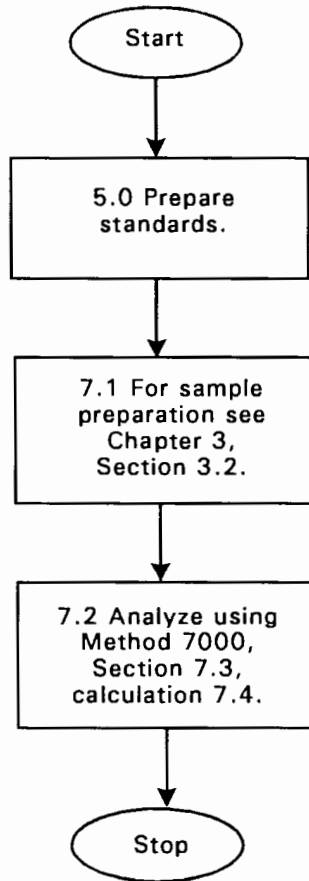 Start
5.0 Prepare
standards.
7.1 For sample
preparation see
Chapter 3,
Section 3.2.
7.2 Analyze using
Method 7000,
Section 7.3,
calculation 7.4.
Stop